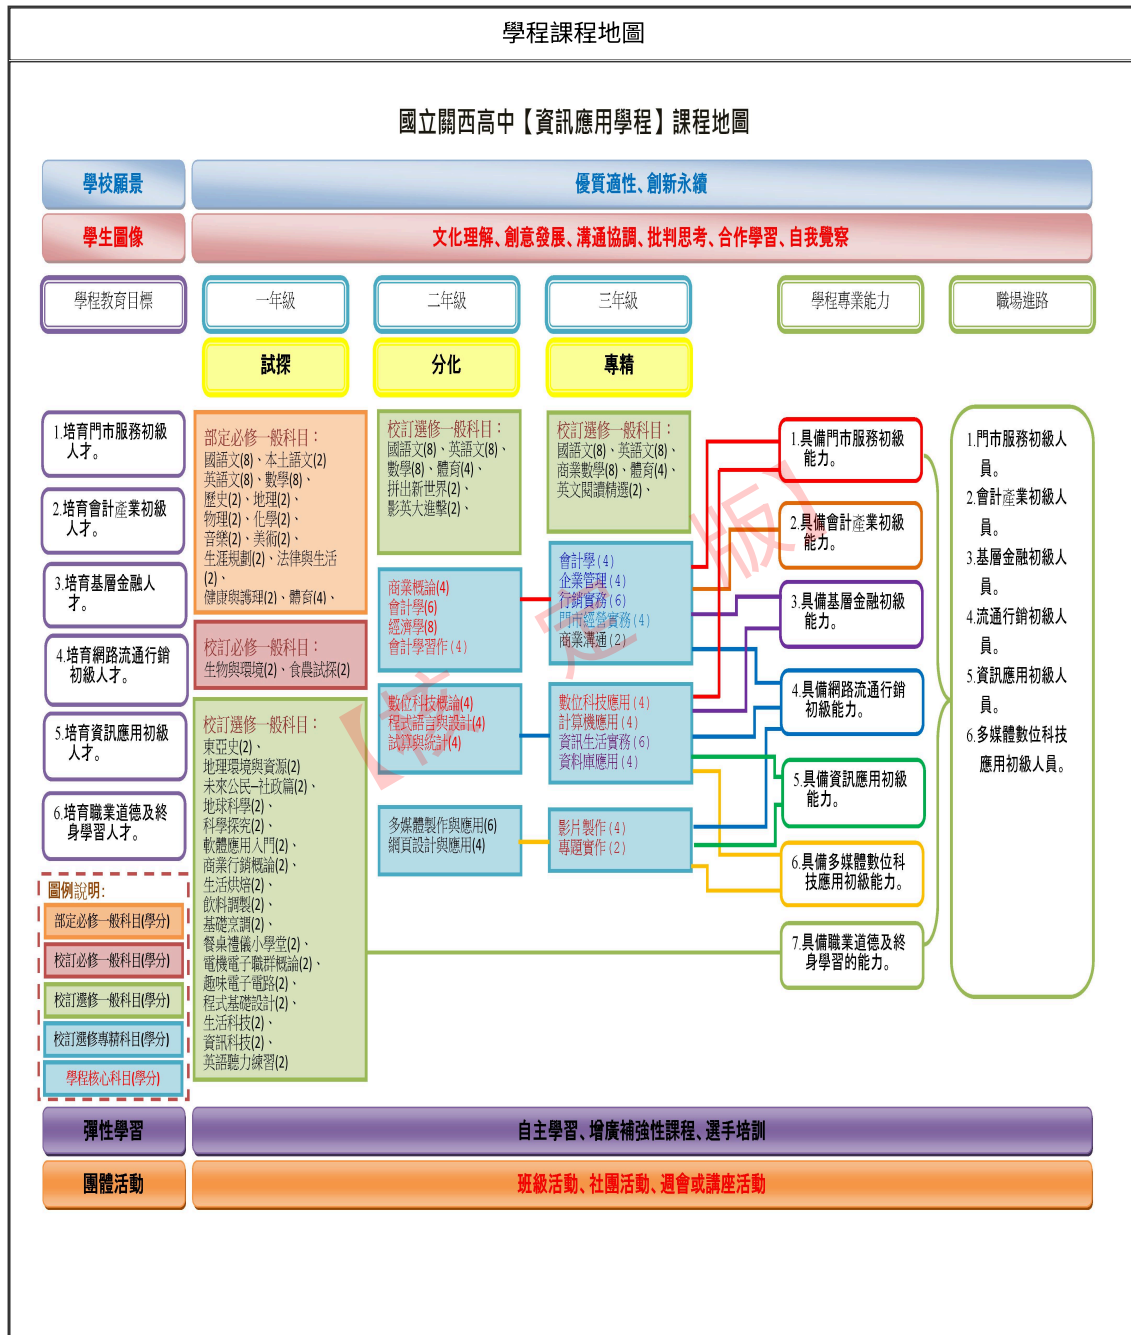 學程課程地圖
國立關西高中【資訊應用學程】課程地圖
學校願景
優質適性、創新永續
學生圖像
文化理解、創意發展、溝通協調、批判思考、合作學習、自我覺察
學程教育目標
一年級
二年級
三年級
學程專業能力
職場進路
試探
分化
專精
1.培育門市服務初級
人才。
2.培育會計產業初級
人才。
3.培育基層金融人
才。
4.培育網路流通行銷
初級人才。
5.培育資訊應用初級
人才。
6.培育職業道德及終
身學習人才。
圖例說明:
部定必修一般科目(學分)
校訂必修一般科目(學分)
校訂選修一般科目(學分)
校訂選修專精科目(學分)
學程核心科目(學分)
部定必修一般科目：
國語文(8)、本土語文(2)
英語文(8)、數學(8)、
歷史(2)、地理(2)、
物理(2)、化學(2)、
音樂(2)、美術(2)、
生涯規劃(2)、法律與生活
(2)、
健康與護理(2)、體育(4)、
校訂必修一般科目：
生物與環境(2)、食農試探(2)
校訂選修一般科目：
東亞史(2)、
地理環境與資源(2)
未來公民─社政篇(2)、
地球科學(2)、
科學探究(2)、
軟體應用入門(2)、
商業行銷概論(2)、
生活烘焙(2)、
飲料調製(2)、
基礎烹調(2)、
餐桌禮儀小學堂(2)、
電機電子職群概論(2)、
趣味電子電路(2)、
程式基礎設計(2)、
生活科技(2)、
資訊科技(2)、
英語聽力練習(2)
校訂選修一般科目：
國語文(8)、英語文(8)、
數學(8)、體育(4)、
拼出新世界(2)、
影英大進擊(2)、
商業概論(4)
會計學(6)
經濟學(8)
會計學習作(4)
數位科技概論(4)
程式語言與設計(4)
試算與統計(4)
多媒體製作與應用(6)
網頁設計與應用(4)
校訂選修一般科目：
國語文(8)、英語文(8)、
商業數學(8)、體育(4)、
英文閱讀精選(2)、
會計學(4)
企業管理(4)
行銷實務(6)
門市經營實務(4)
商業溝通(2)
數位科技應用(4)
計算機應用(4)
資訊生活實務(6)
資料庫應用(4)
影片製作(4)
專題實作(2)
1.具備門市服務初級
能力。
2.具備會計產業初級
能力。
3.具備基層金融初級
能力。
4.具備網路流通行銷
初級能力。
5.具備資訊應用初級
能力。
6.具備多媒體數位科
技應用初級能力。
7.具備職業道德及終
身學習的能力。
1.門市服務初級人
員。
2.會計產業初級人
員。
3.基層金融初級人
員。
4.流通行銷初級人
員。
5.資訊應用初級人
員。
6.多媒體數位科技
應用初級人員。
【核定版】
彈性學習
自主學習、增廣補強性課程、選手培訓
團體活動
班級活動、社團活動、週會或講座活動